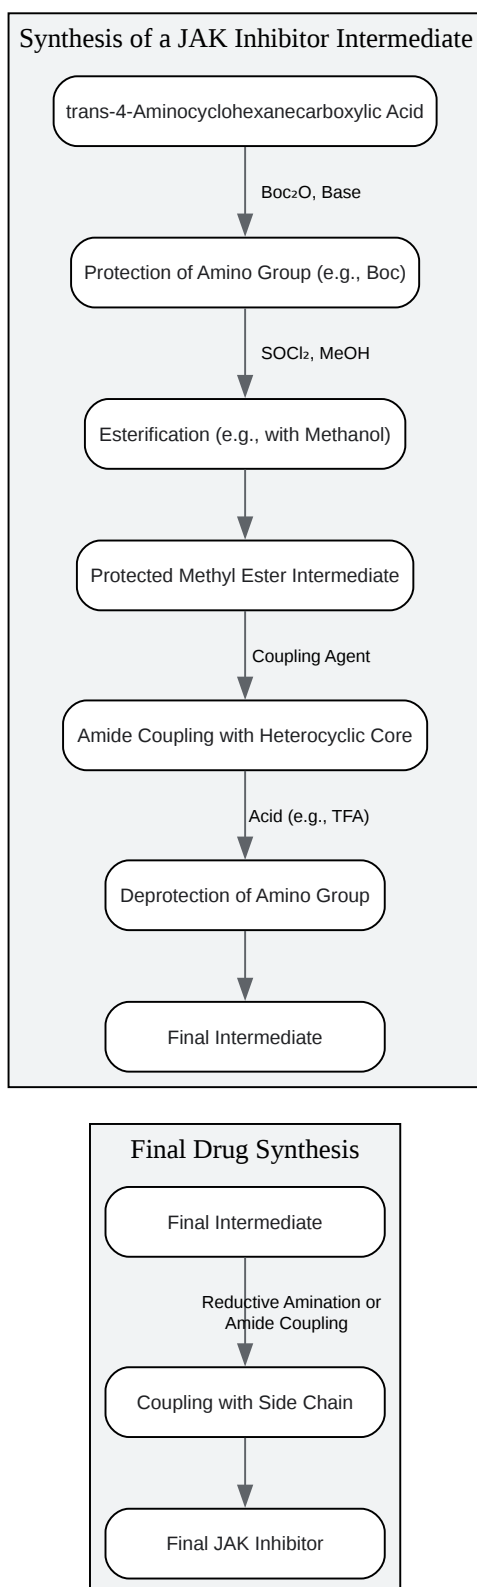 Synthesis of a JAK Inhibitor Intermediate
trans-4-Aminocyclohexanecarboxylic Acid
Boc₂O, Base
Protection of Amino Group (e.g., Boc)
SOCl₂, MeOH
Esterification (e.g., with Methanol)
Protected Methyl Ester Intermediate
Coupling Agent
Amide Coupling with Heterocyclic Core
Acid (e.g., TFA)
Deprotection of Amino Group
Final Intermediate
Final Drug Synthesis
Final Intermediate
Reductive Amination or
Amide Coupling
Coupling with Side Chain
Final JAK Inhibitor